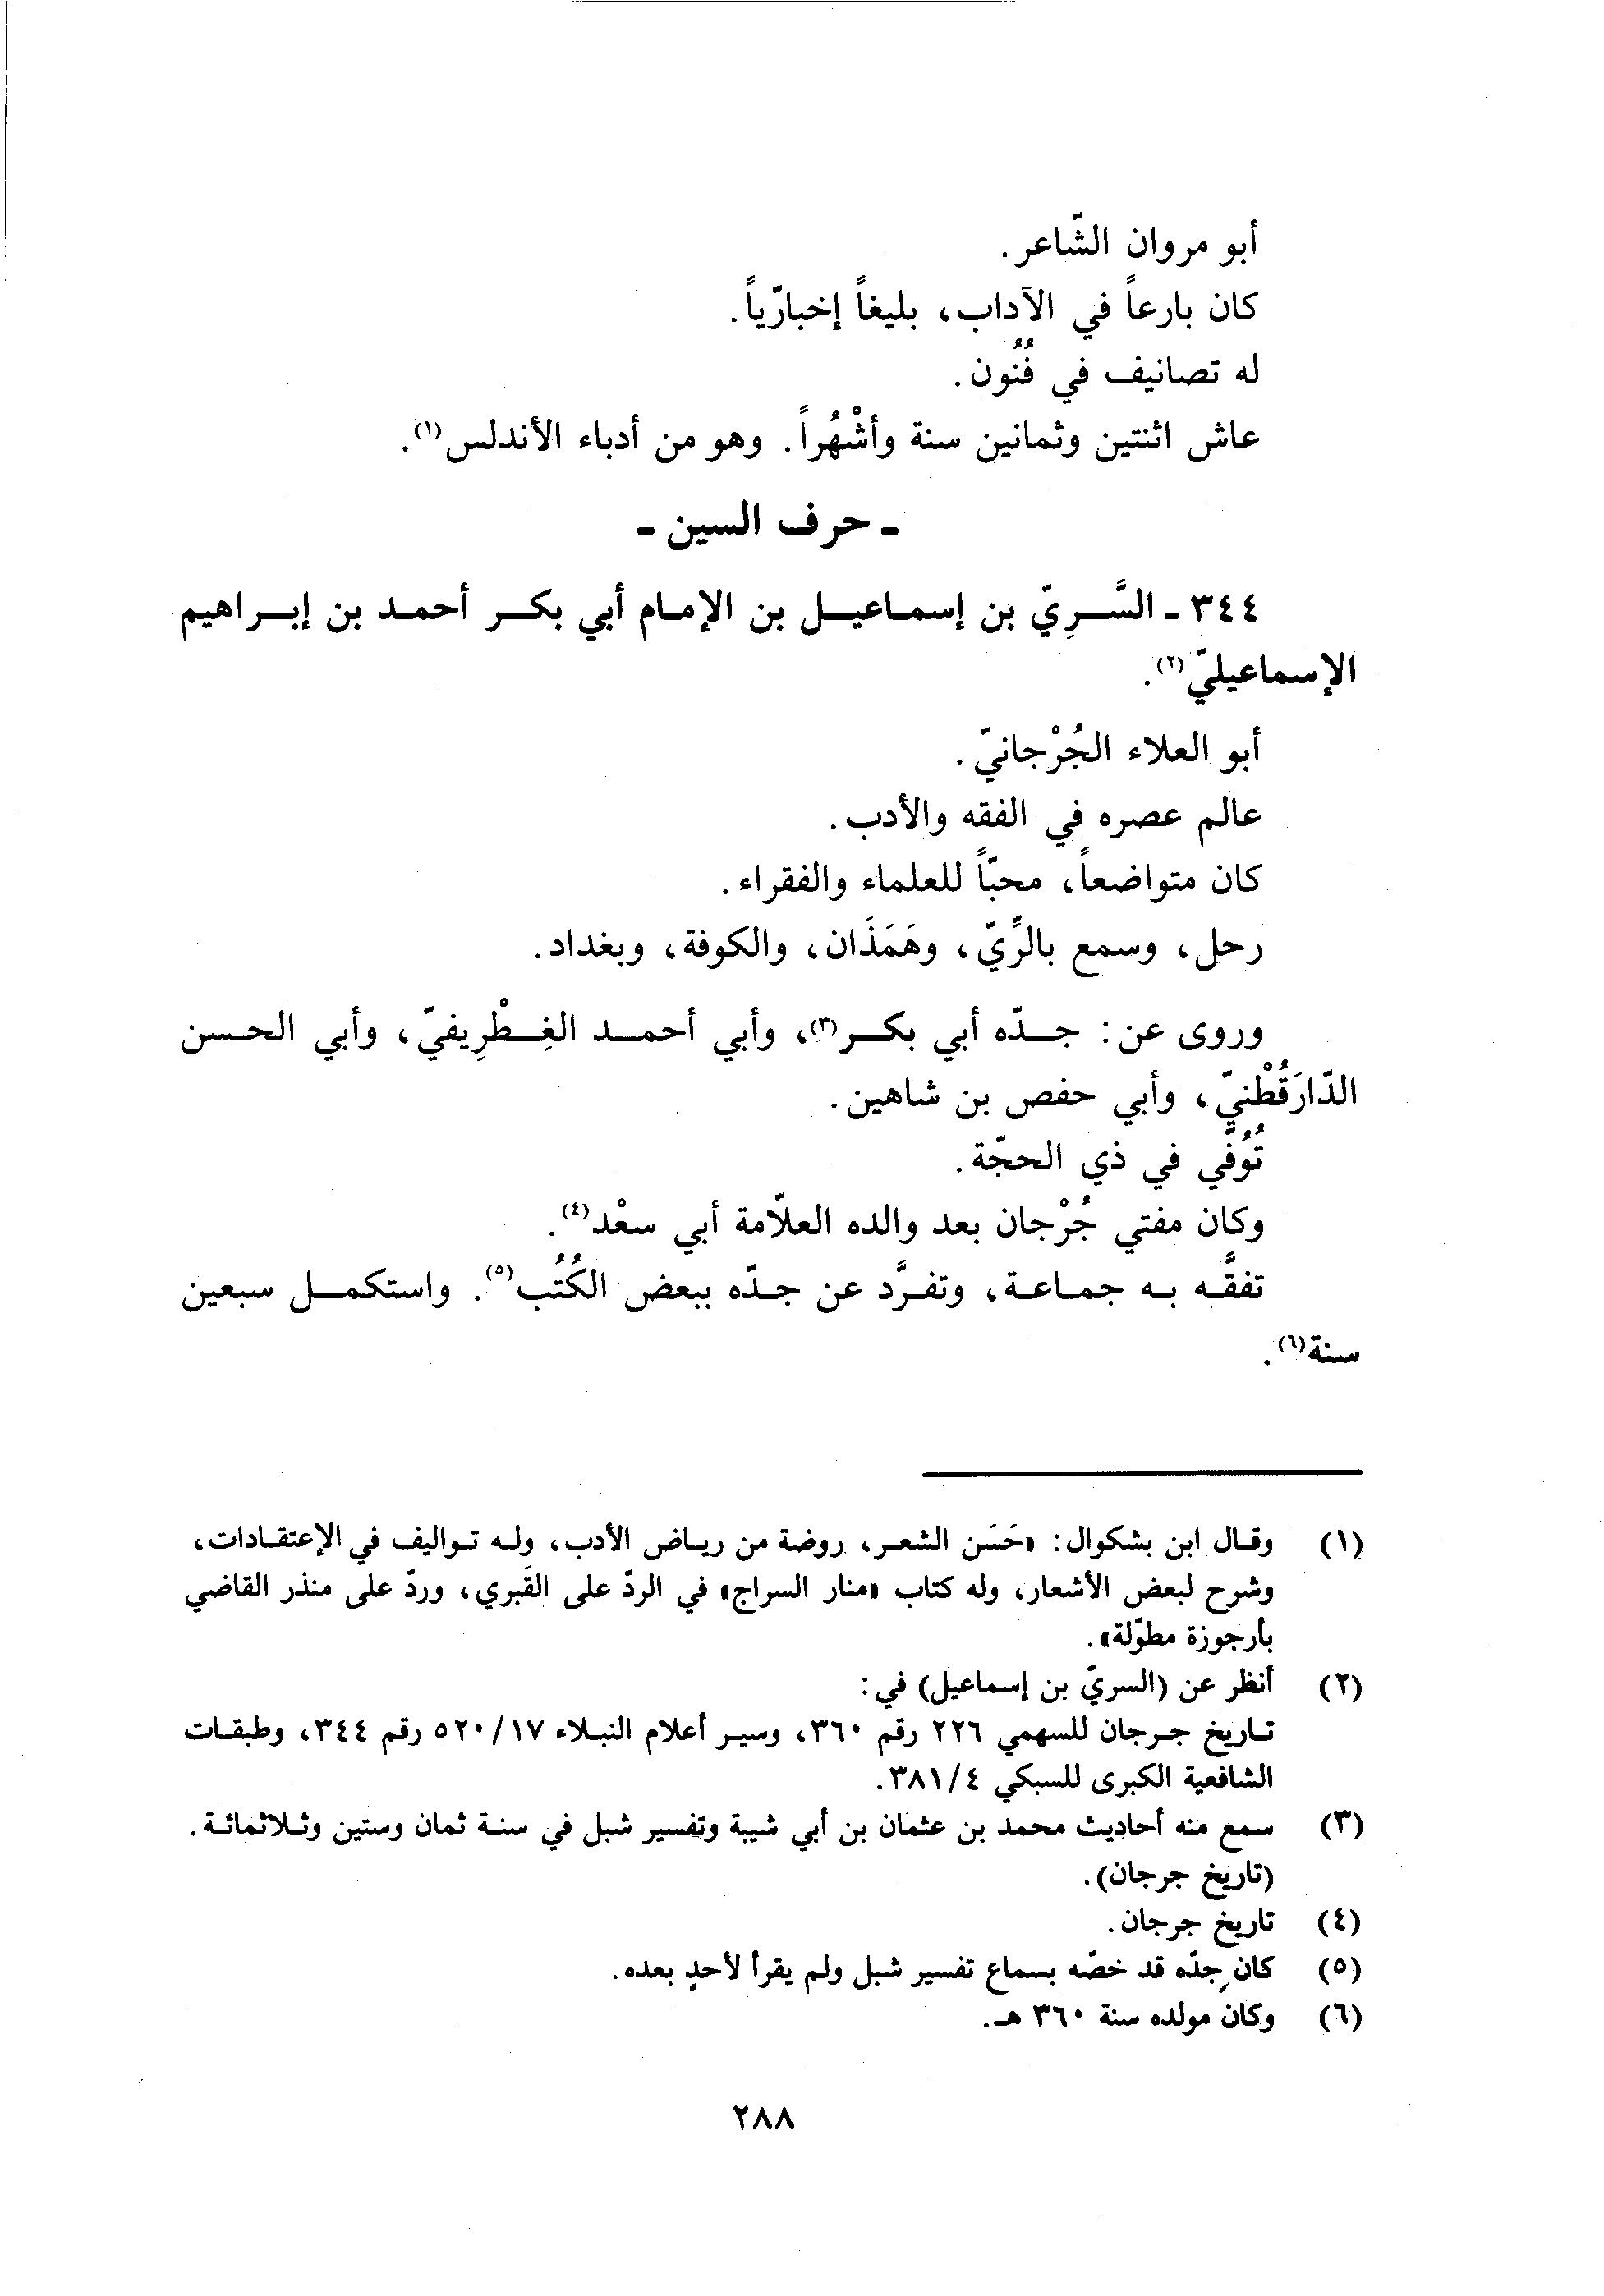 أبو مروان الشّاعر.
كان بارعاً في الآداب، بليغاً إخبارّياً.
له تصانيف في فُنُون.
عاش اثنتين وثمانين سنة وأشْهُراً. وهو من أدباء الأندلس(١).
ـ حرف السين ـ
٣٤٤ ـ السَّرِيّ بن إسماعيل بن الإمام أبي بكر أحمد بن إبراهيم
الإسماعيليّ(٢).
أبو العلاء الجُرْجانيّ.
عالم عصره في الفقه والأدب.
كان متواضعاً، محبّاً للعلماء والفقراء.
رحل، وسمع بالرِّيّ، وهَمَذَان، والكوفة، وبغداد.
وروى عن: جدّه أبي بكر(٣)، وأبي أحمد الغِطْرِيفيّ، وأبي الحسن
الدّارَقُطْنيّ، وأبي حفص بن شاهين.
تُوُفّي في ذي الحجّة.
وكان مفتي جُرْجان بعد والده العلاّمة أبي سعْد(٤).
تفقَّه به جماعة، وتفرَّد عن جدّه ببعض الكُتُب(٥). واستكمل سبعين
سنة(٦).
(١) وقال ابن بشكوال: «حَسَن الشعر، روضة من رياض الأدب، وله تواليف في الإعتقادات،
وشرح لبعض الأشعار، وله كتاب «منار السراج» في الردّ على القَبري، وردّ على منذر القاضي
بأرجوزة مطوّلة».
(٢) أنظر عن (السريّ بن إسماعيل) في:
تاريخ جرجان للسهمي ٢٢٦ رقم ٣٦٠، وسير أعلام النبلاء ٥٢٠/١٧ رقم ٣٤٤، وطبقات
الشافعية الكبرى للسبكي ٣٨١/٤.
(٣) سمع منه أحاديث محمد بن عثمان بن أبي شيبة وتفسير شبل في سنة ثمان وستين وثلاثمائة.
(تاريخ جرجان).
(٤) تاريخ جرجان.
(٥) كان جدّه قد خصّه بسماع تفسير شبل ولم يقرأ لأحدٍ بعده.
(٦) وكان مولده سنة ٣٦٠ هـ.
٢٨٨